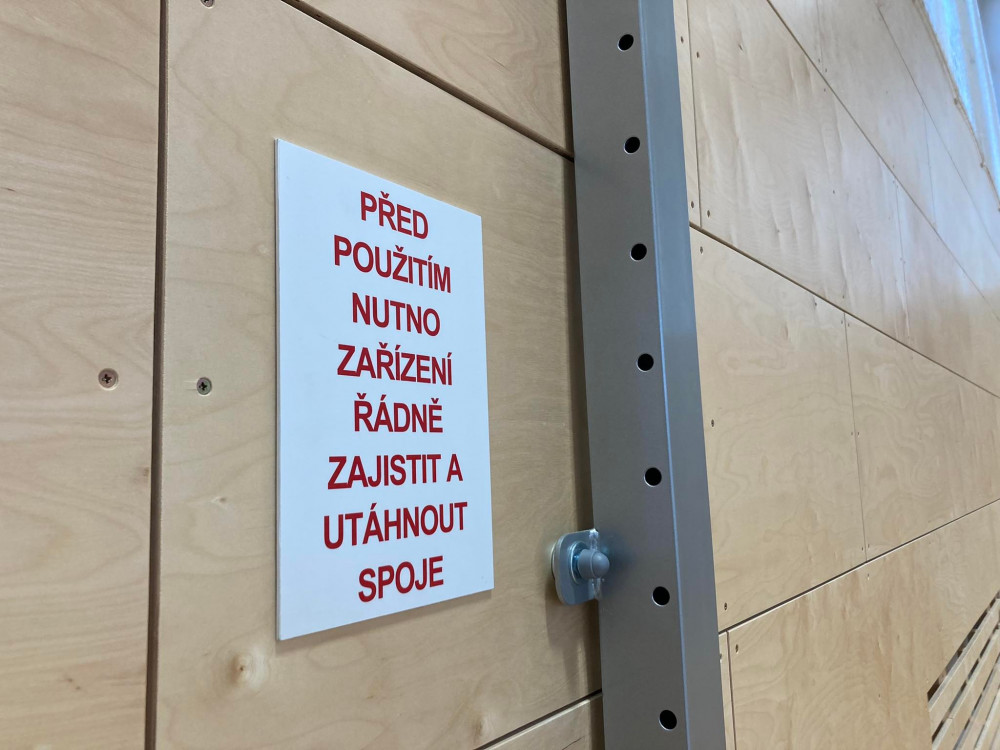 PŘED
POUŽITÍM
NUTNO
ZAŘÍZENÍ
ŘÁDNĚ
ZAJISTIT A
UTÁHNOUT
SPOJE